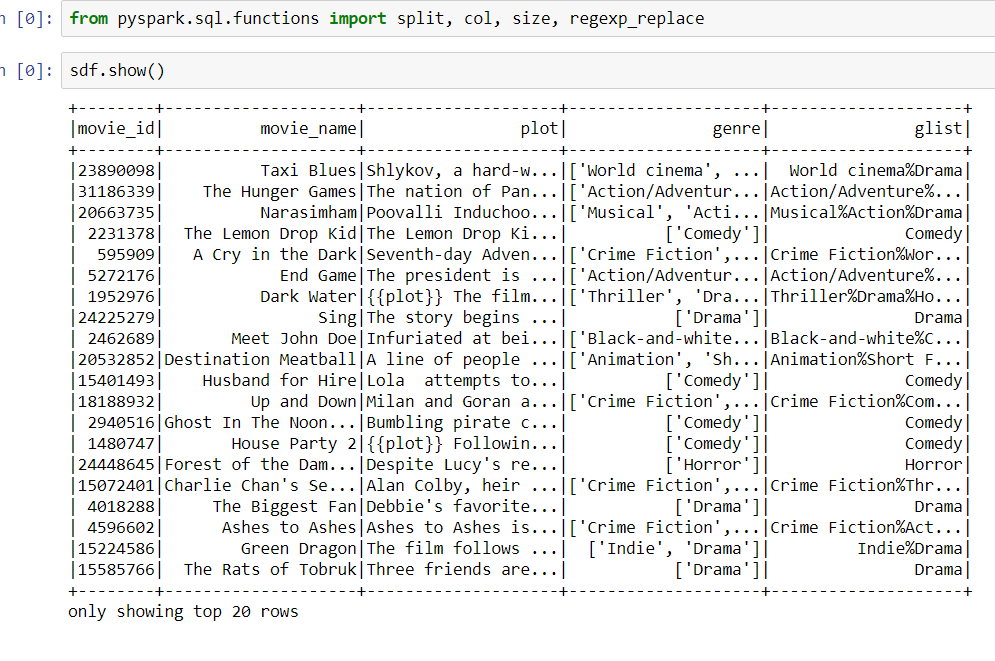 n [0]: from pyspark.sql.functions import split, col, size, regexp_replace
n [0]: sdf.show()
+--------+--------------------+--------------------+--------------------+--------------------+
|movie_id|          movie_name|                plot|               genre|               glist|
+--------+--------------------+--------------------+--------------------+--------------------+
|23890098|          Taxi Blues|Shlykov, a hard-w...|['World cinema', ...|  World cinema%Drama|
|31186339|    The Hunger Games|The nation of Pan...|['Action/Adventur...|Action/Adventure%...|
|20663735|          Narasimham|Poovalli Induchoo...|['Musical', 'Acti...|Musical%Action%Drama|
| 2231378|  The Lemon Drop Kid|The Lemon Drop Ki...|          ['Comedy']|              Comedy|
|  595909|   A Cry in the Dark|Seventh-day Adven...|['Crime Fiction',...|Crime Fiction%Wor...|
| 5272176|            End Game|The president is ...|['Action/Adventur...|Action/Adventure%...|
| 1952976|          Dark Water|{{plot}} The film...|['Thriller', 'Dra...|Thriller%Drama%Ho...|
|24225279|                Sing|The story begins ...|           ['Drama']|               Drama|
| 2462689|       Meet John Doe|Infuriated at bei...|['Black-and-white...|Black-and-white%C...|
|20532852|Destination Meatball|A line of people ...|['Animation', 'Sh...|Animation%Short F...|
|15401493|    Husband for Hire|Lola  attempts to...|          ['Comedy']|              Comedy|
|18188932|         Up and Down|Milan and Goran a...|['Crime Fiction',...|Crime Fiction%Com...|
| 2940516|Ghost In The Noon...|Bumbling pirate c...|          ['Comedy']|              Comedy|
| 1480747|       House Party 2|{{plot}} Followin...|          ['Comedy']|              Comedy|
|24448645|Forest of the Dam...|Despite Lucy's re...|          ['Horror']|              Horror|
|15072401|Charlie Chan's Se...|Alan Colby, heir ...|['Crime Fiction',...|Crime Fiction%Thr...|
| 4018288|     The Biggest Fan|Debbie's favorite...|           ['Drama']|               Drama|
| 4596602|      Ashes to Ashes|Ashes to Ashes is...|['Crime Fiction',...|Crime Fiction%Act...|
|15224586|        Green Dragon|The film follows ...|  ['Indie', 'Drama']|         Indie%Drama|
|15585766|  The Rats of Tobruk|Three friends are...|           ['Drama']|               Drama|
+--------+--------------------+--------------------+--------------------+--------------------+
only showing top 20 rows